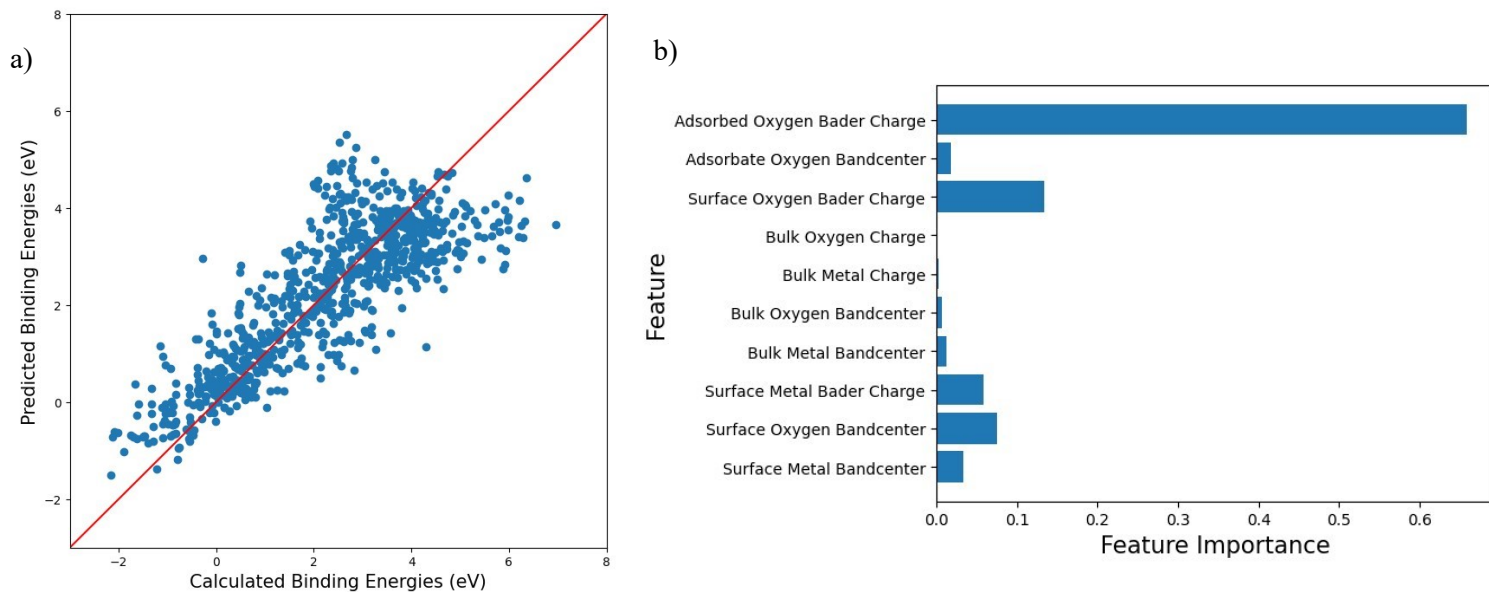 a)
8
6
4
2
0
−2
Predicted Binding Energies (eV)
−2 0 2 4 6 8
Calculated Binding Energies (eV)
b)
Feature
Adsorbed Oxygen Bader Charge
Adsorbate Oxygen Bandcenter
Surface Oxygen Bader Charge
Bulk Oxygen Charge
Bulk Metal Charge
Bulk Oxygen Bandcenter
Bulk Metal Bandcenter
Surface Metal Bader Charge
Surface Oxygen Bandcenter
Surface Metal Bandcenter
0.0 0.1 0.2 0.3 0.4 0.5 0.6
Feature Importance